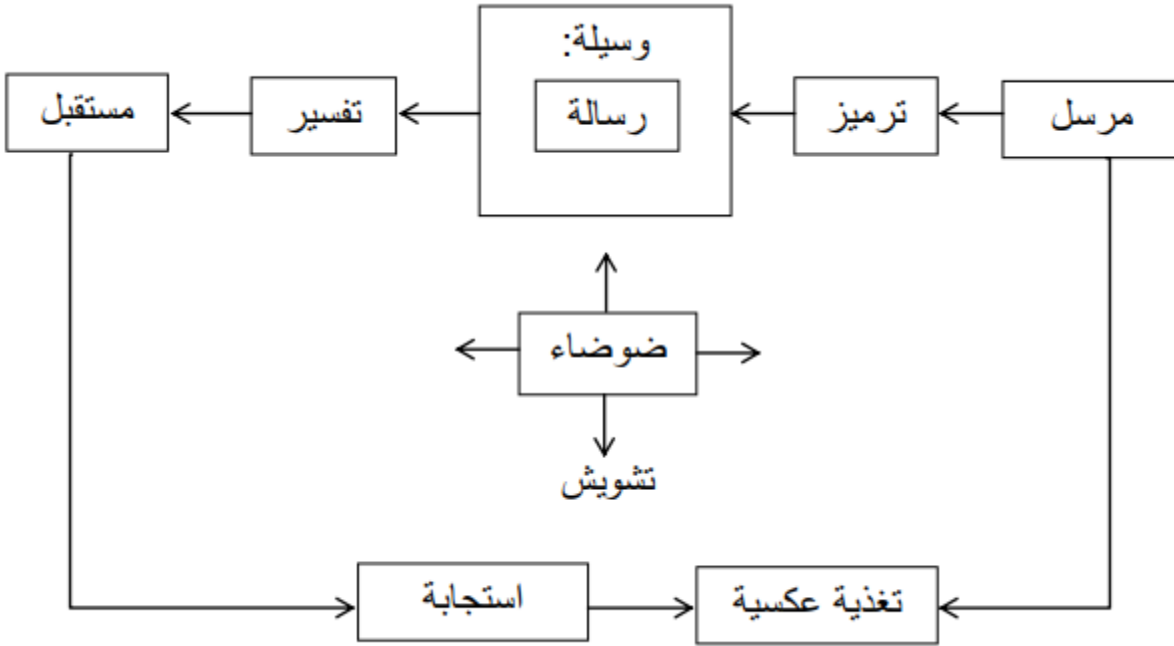 وسيلة:
مرسل
ترميز
رسالة
تفسير
مستقبل
ضوضاء
تشويش
استجابة
تغذية عكسية